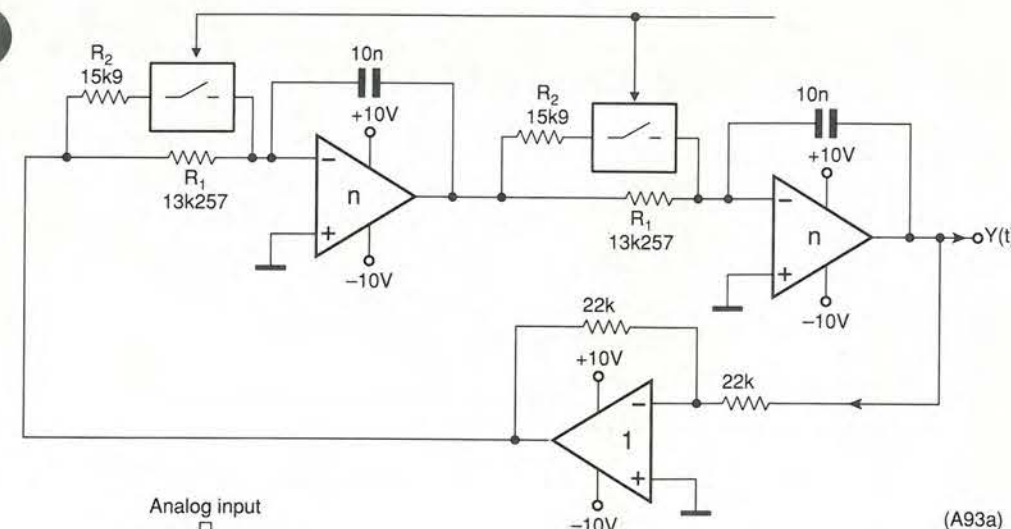 R2
15k9
10n
+10V
R1
13k257
−
n
+
−10V
R2
15k9
10n
+10V
R1
13k257
−
n
+
−10V
Y(t)
22k
+10V
22k
−
1
+
−10V
Analog input
(A93a)